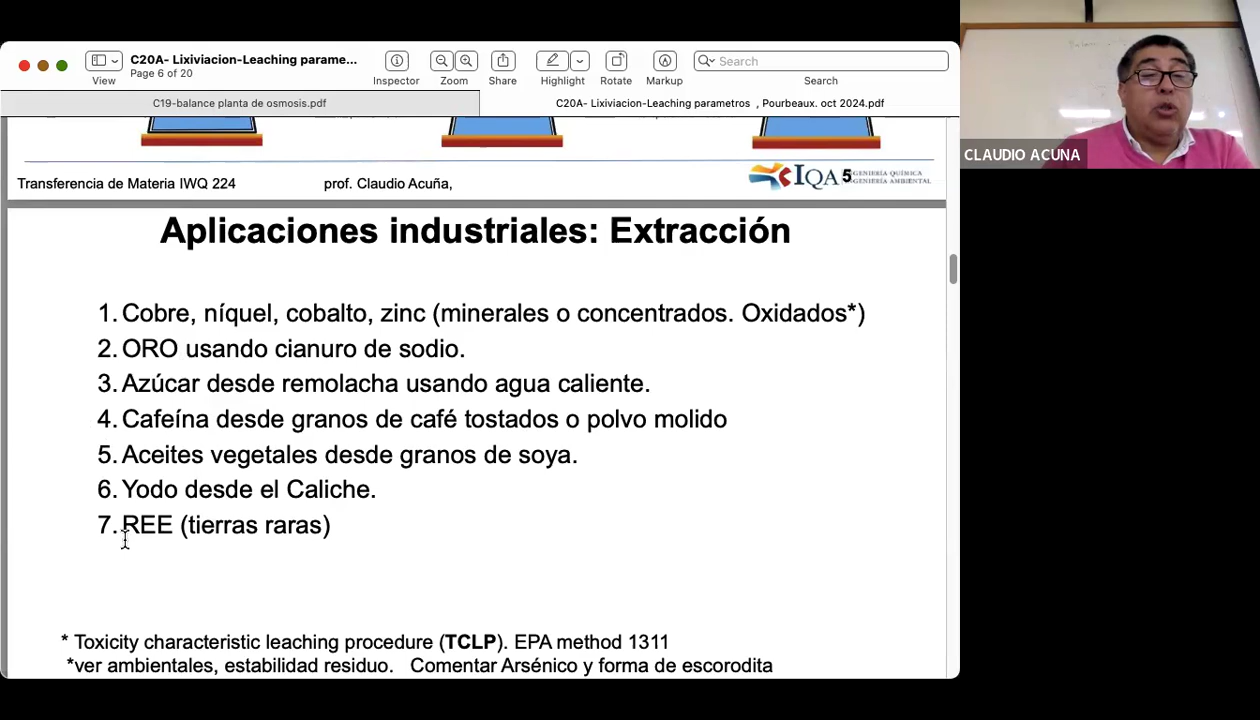 C20A- Lixiviacion-Leaching parame...
Page 6 of 20
View
Inspector
Zoom
Share
Highlight
Rotate
Markup
Search
Search
C19-balance planta de osmosis.pdf
C20A- Lixiviacion-Leaching parametros , Pourbeaux. oct 2024.pdf
CLAUDIO ACUNA
Transferencia de Materia IWQ 224
prof. Claudio Acuña,
IQA 5
Aplicaciones industriales: Extracción
1. Cobre, níquel, cobalto, zinc (minerales o concentrados. Oxidados*)
2. ORO usando cianuro de sodio.
3. Azúcar desde remolacha usando agua caliente.
4. Cafeína desde granos de café tostados o polvo molido
5. Aceites vegetales desde granos de soya.
6. Yodo desde el Caliche.
7. REE (tierras raras)
* Toxicity characteristic leaching procedure (TCLP). EPA method 1311
*ver ambientales, estabilidad residuo. Comentar Arsénico y forma de escorodita